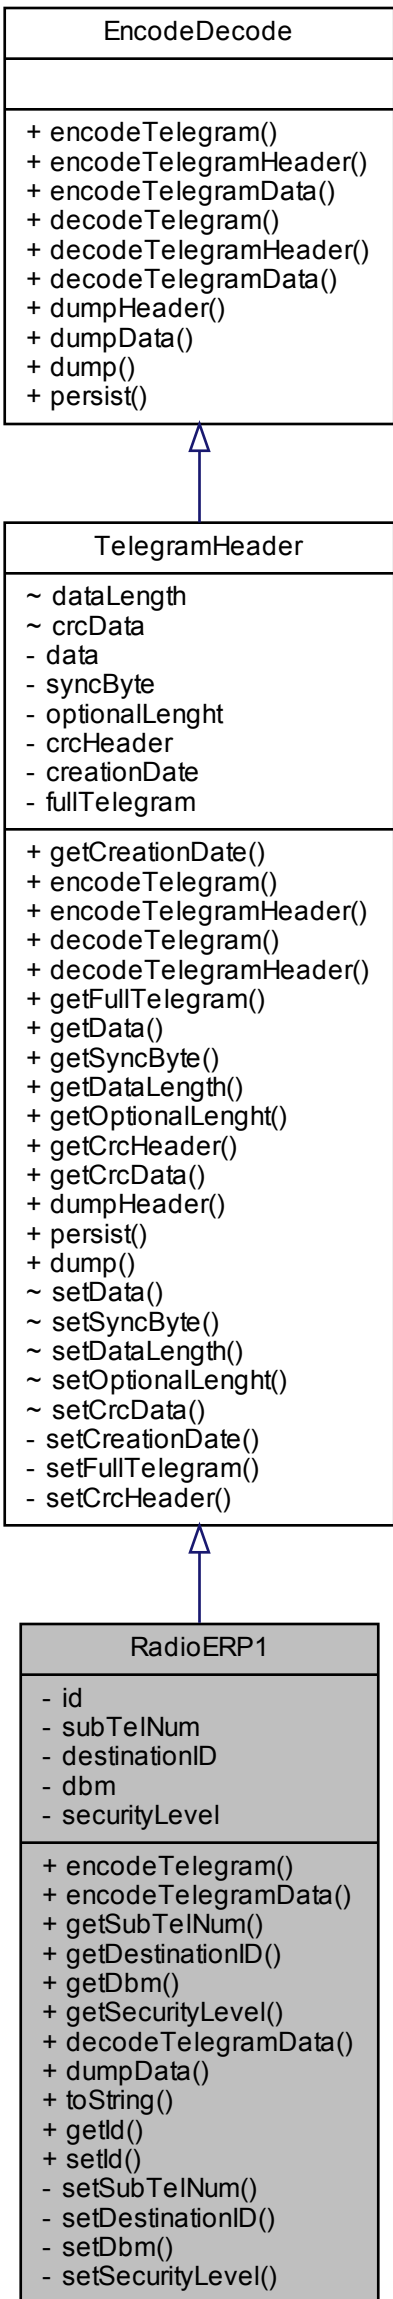 EncodeDecode
+ encodeTelegram()
+ encodeTelegramHeader()
+ encodeTelegramData()
+ decodeTelegram()
+ decodeTelegramHeader()
+ decodeTelegramData()
+ dumpHeader()
+ dumpData()
+ dump()
+ persist()
TelegramHeader
~ dataLength
~ crcData
- data
- syncByte
- optionalLenght
- crcHeader
- creationDate
- fullTelegram
+ getCreationDate()
+ encodeTelegram()
+ encodeTelegramHeader()
+ decodeTelegram()
+ decodeTelegramHeader()
+ getFullTelegram()
+ getData()
+ getSyncByte()
+ getDataLength()
+ getOptionalLenght()
+ getCrcHeader()
+ getCrcData()
+ dumpHeader()
+ persist()
+ dump()
~ setData()
~ setSyncByte()
~ setDataLength()
~ setOptionalLenght()
~ setCrcData()
- setCreationDate()
- setFullTelegram()
- setCrcHeader()
RadioERP1
- id
- subTelNum
- destinationID
- dbm
- securityLevel
+ encodeTelegram()
+ encodeTelegramData()
+ getSubTelNum()
+ getDestinationID()
+ getDbm()
+ getSecurityLevel()
+ decodeTelegramData()
+ dumpData()
+ toString()
+ getId()
+ setId()
- setSubTelNum()
- setDestinationID()
- setDbm()
- setSecurityLevel()